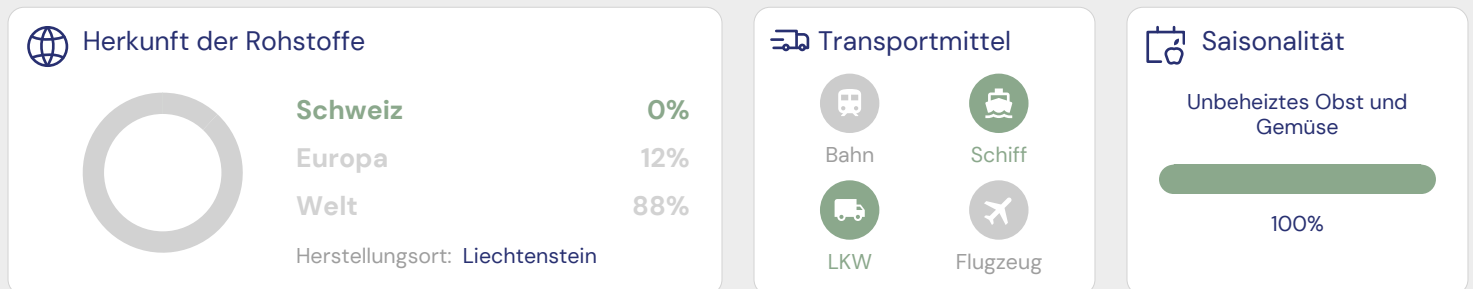 Herkunft der Rohstoffe
Schweiz 0%
Europa 12%
Welt 88%
Herstellungsort: Liechtenstein
Transportmittel
Bahn
Schiff
LKW
Flugzeug
Saisonalität
Unbeheiztes Obst und
Gemüse
100%